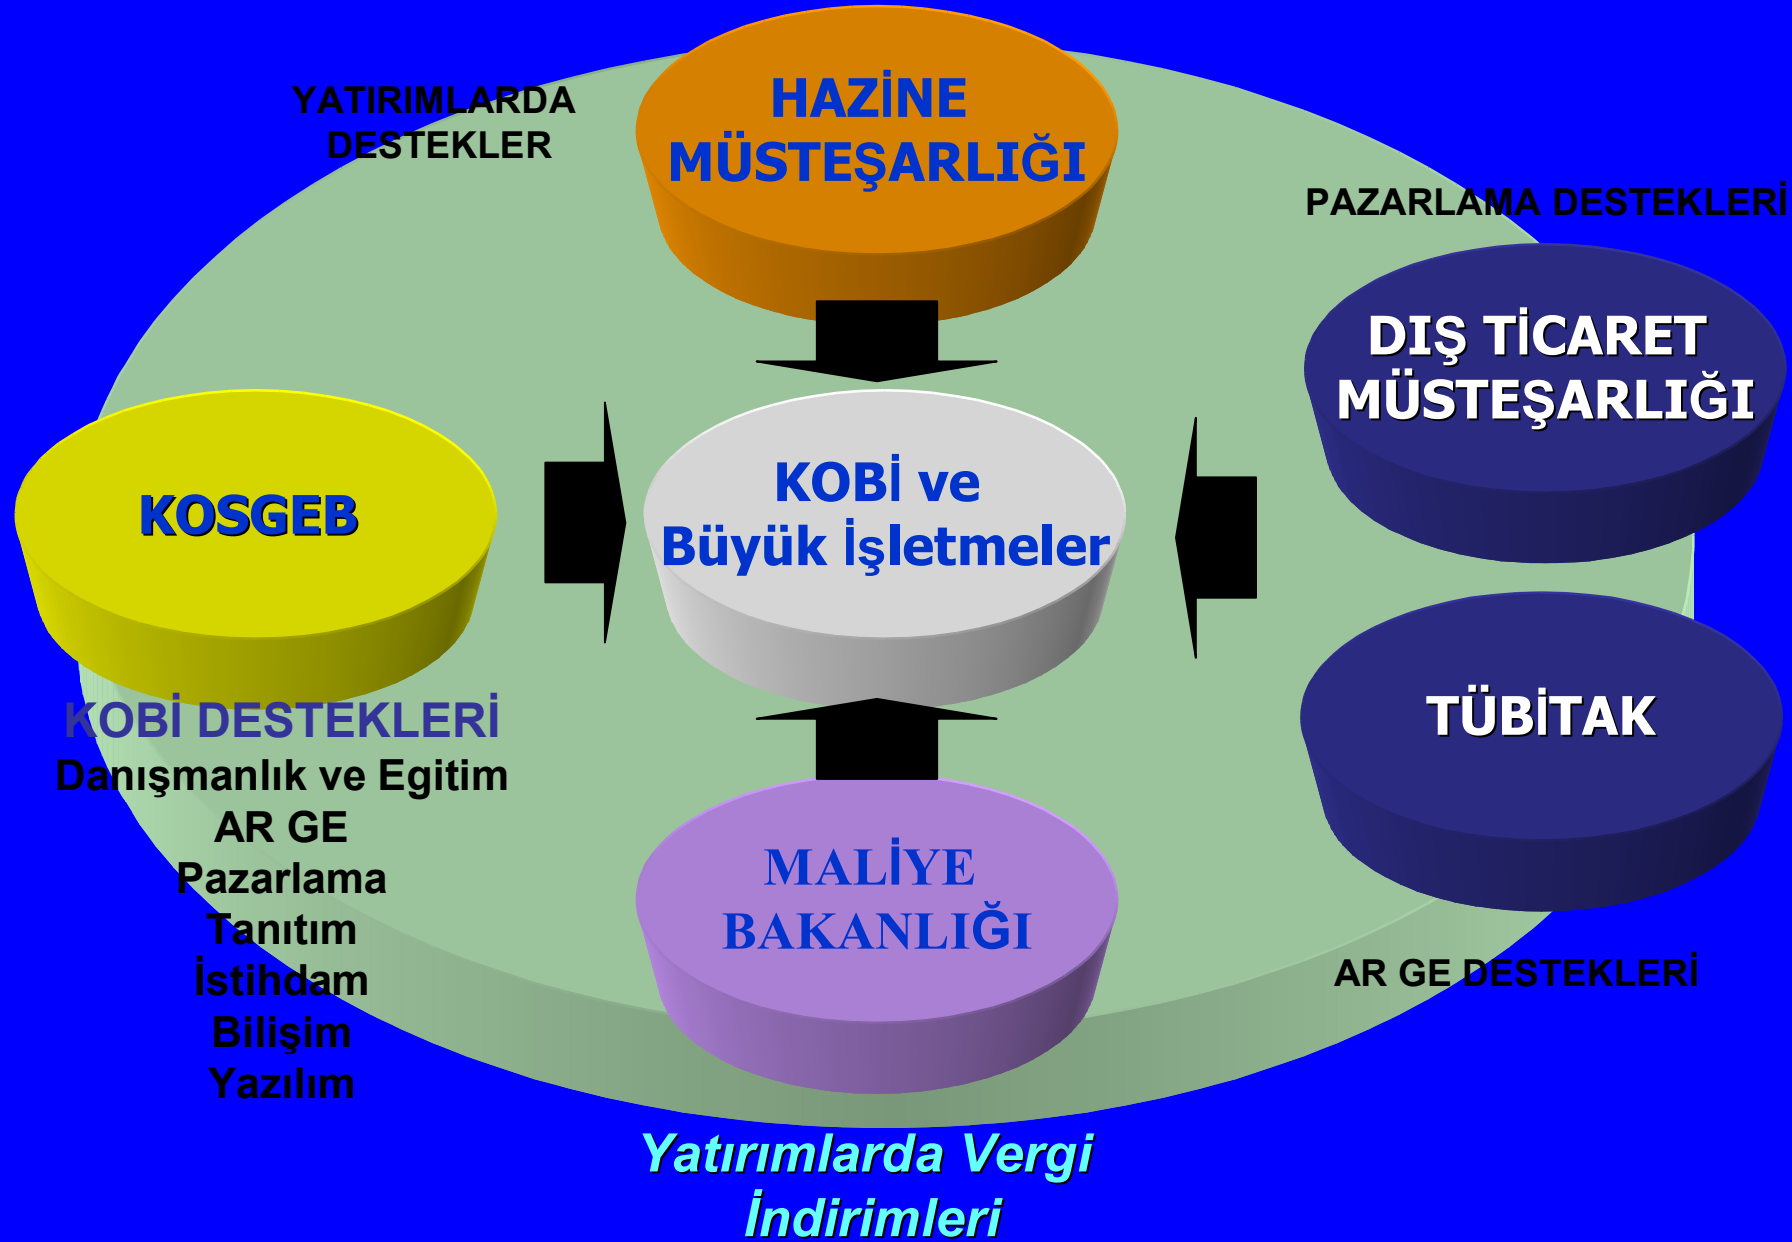 YATIRIMLARDA
DESTEKLER
HAZİNE
MÜSTEŞARLIĞI
PAZARLAMA DESTEKLERİ
DIŞ TİCARET
MÜSTEŞARLIĞI
KOSGEB
KOBİ ve
Büyük İşletmeler
TÜBİTAK
KOBİ DESTEKLERİ
Danışmanlık ve Egitim
AR GE
Pazarlama
Tanıtım
İstihdam
Bilişim
Yazılım
MALİYE
BAKANLIĞI
AR GE DESTEKLERİ
Yatırımlarda Vergi
İndirimleri